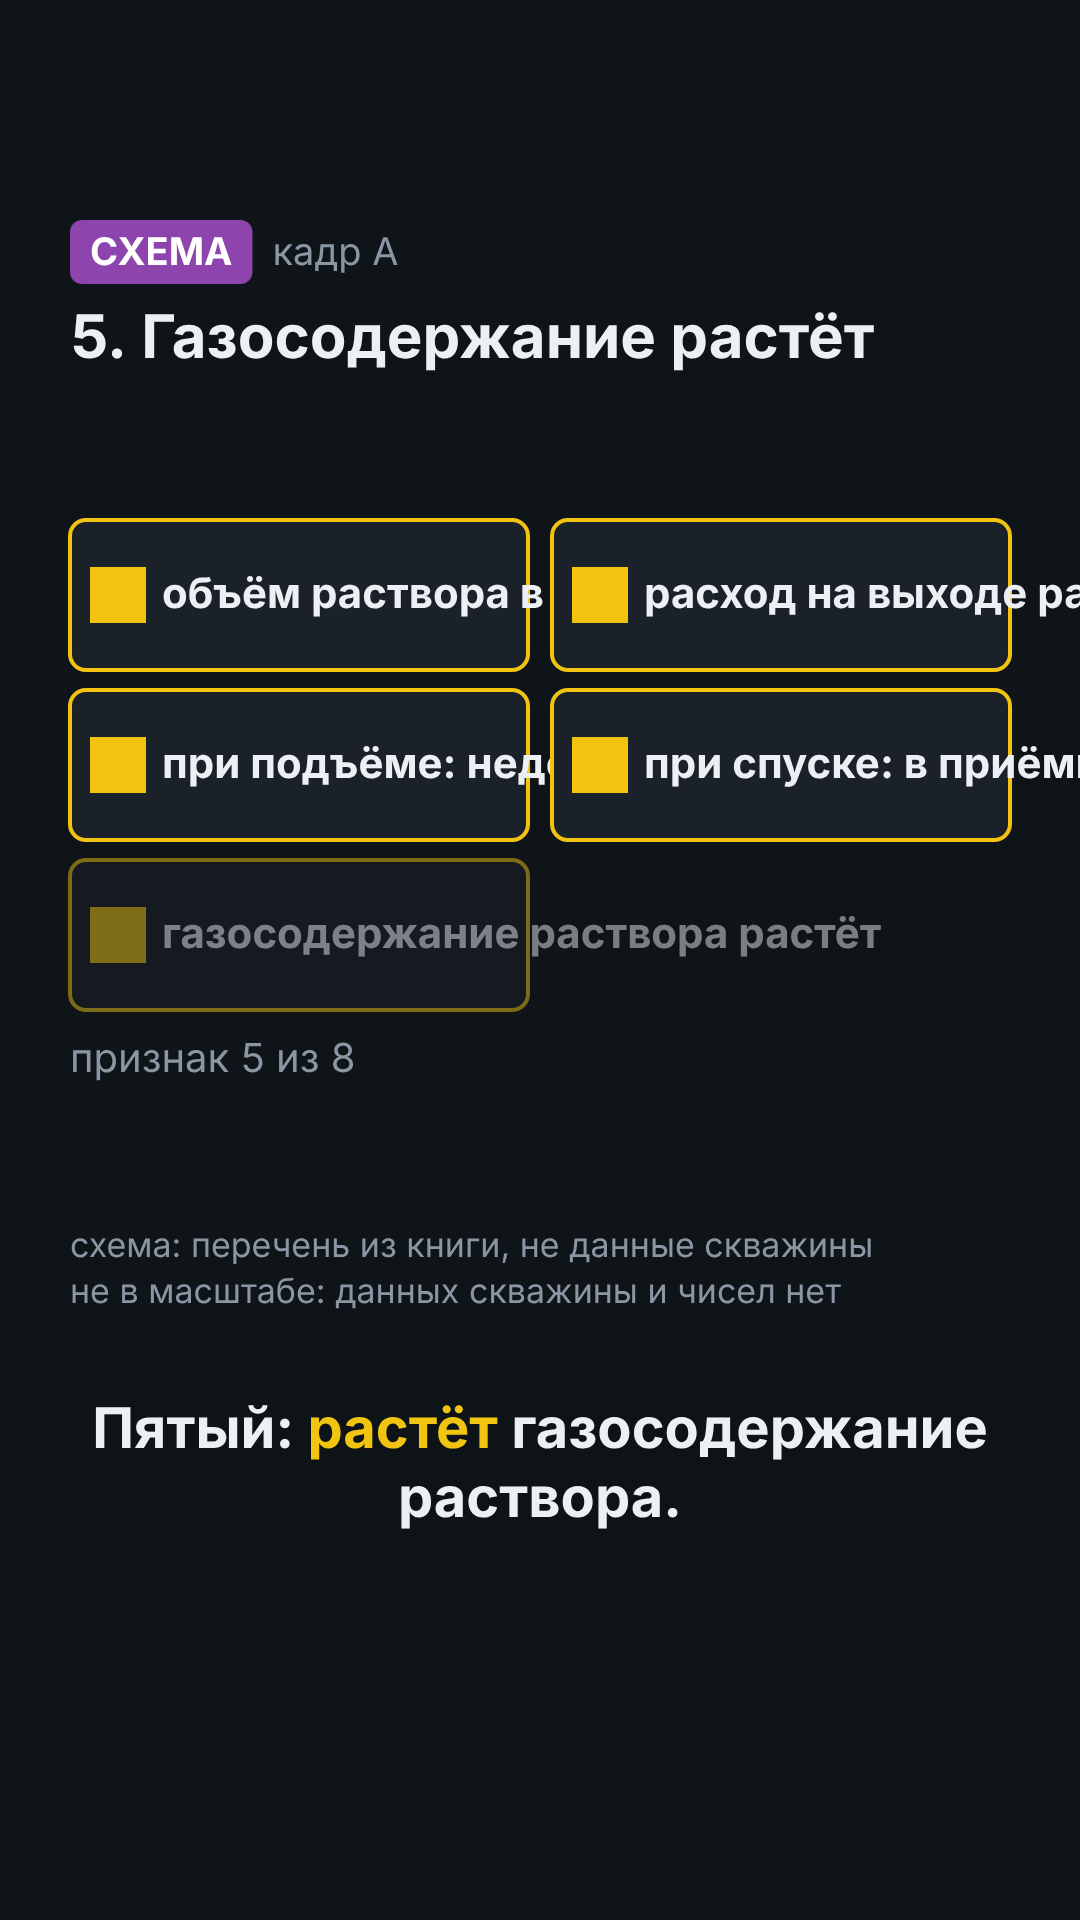 СХЕМА кадр А
5. Газосодержание растёт
объём раствора в расход на выходе ра
при подъёме: нед при спуске: в приём
газосодержание раствора растёт
признак 5 из 8
схема: перечень из книги, не данные скважины
не в масштабе: данных скважины и чисел нет
Пятый: растёт газосодержание
раствора.